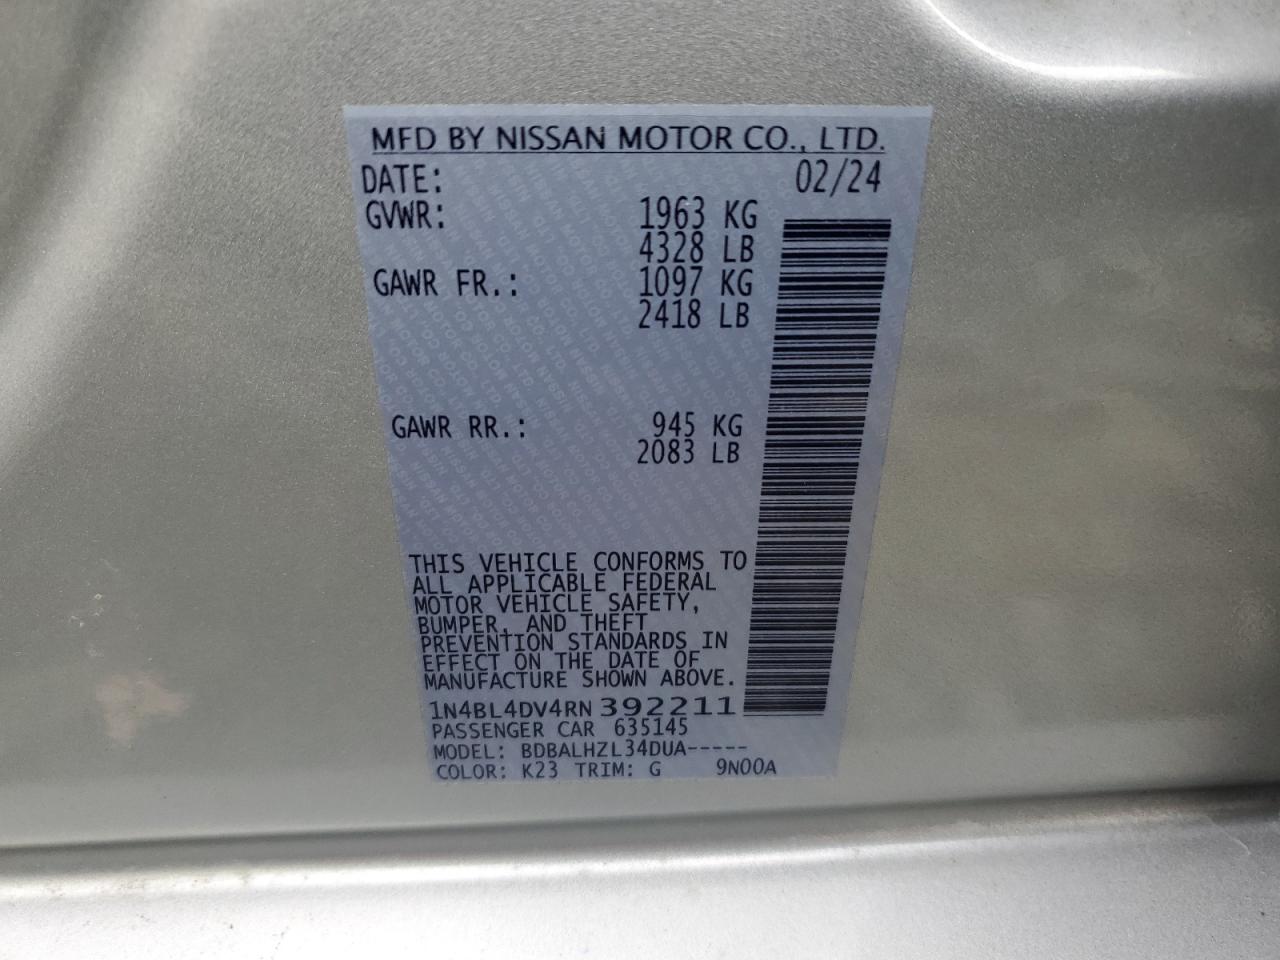 MFD BY NISSAN MOTOR CO., LTD.
DATE: 02/24
GVWR: 1963 KG
4328 LB
GAWR FR.: 1097 KG
2418 LB
GAWR RR.: 945 KG
2083 LB
THIS VEHICLE CONFORMS TO
ALL APPLICABLE FEDERAL
MOTOR VEHICLE SAFETY,
BUMPER, AND THEFT
PREVENTION STANDARDS IN
EFFECT ON THE DATE OF
MANUFACTURE SHOWN ABOVE.
1N4BL4DV4RN392211
PASSENGER CAR 635145
MODEL: BDBALHZL34DUA-----
COLOR: K23 TRIM: G 9N00A